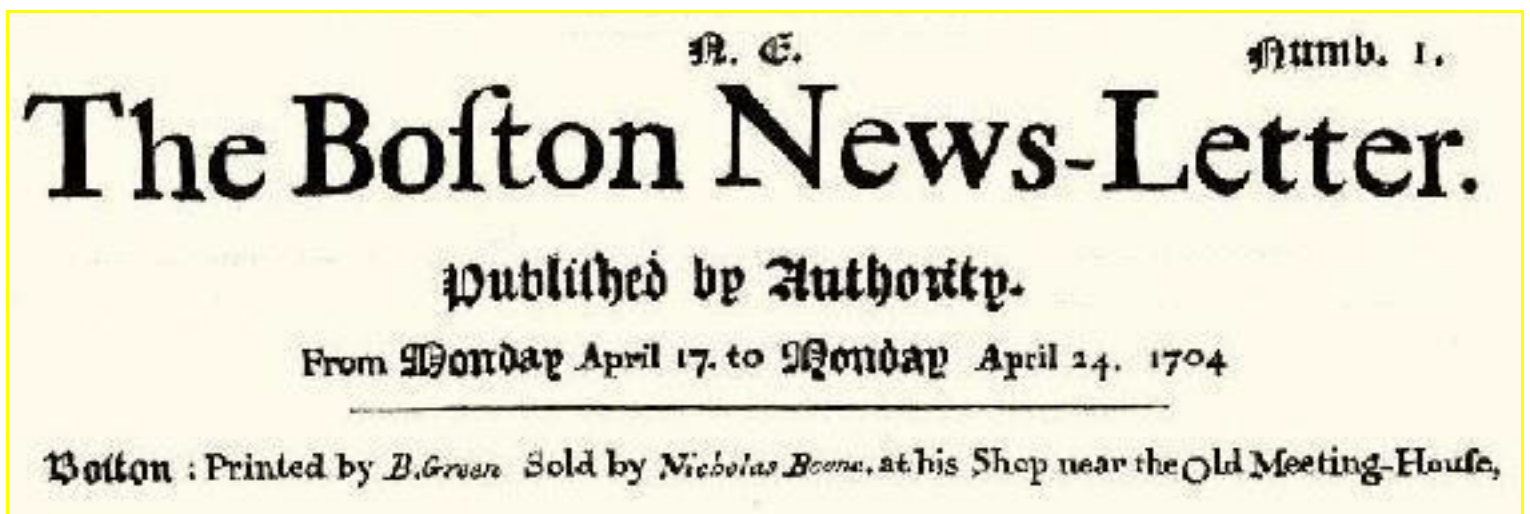 N. E. Numb. 1.
The Boſton News-Letter.
Publiſhed by Authority.
From Monday April 17. to Monday April 24. 1704
Boſton : Printed by B. Green Sold by Nicholas Boone, at his Shop near the Old Meeting-Houſe,